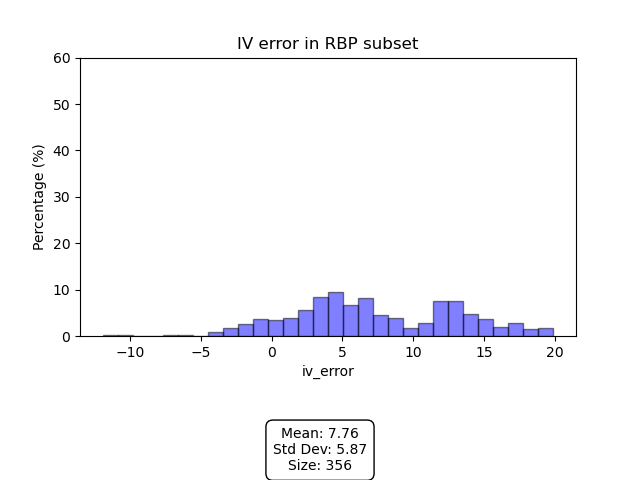 IV error in RBP subset
60
50
40
30
20
10
0
Percentage (%)
−10
−5
0
5
10
15
20
iv_error
Mean: 7.76
Std Dev: 5.87
Size: 356